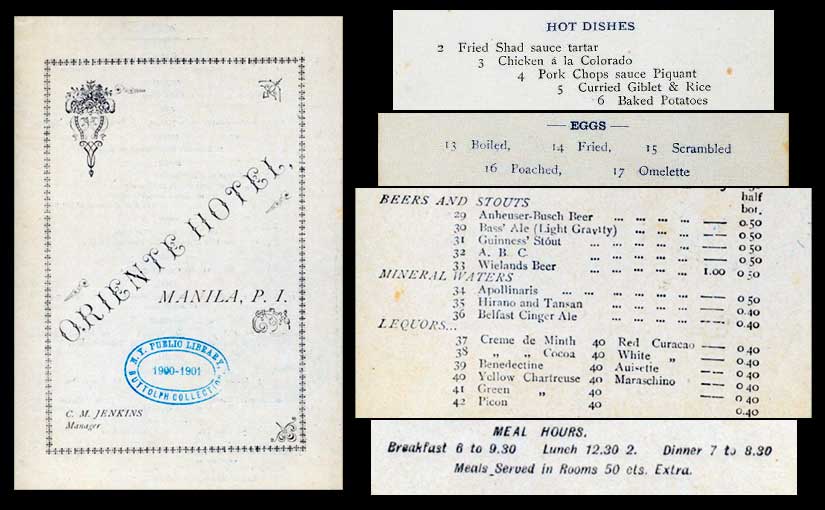 ORIENTE HOTEL,
MANILA, P. I.
N. Y. PUBLIC LIBRARY,
1900-1901
BUTTOLPH COLLECTION
C. M. JENKINS
Manager
HOT DISHES
2 Fried Shad sauce tartar
3 Chicken á la Colorado
4 Pork Chops sauce Piquant
5 Curried Giblet & Rice
6 Baked Potatoes
— EGGS —
13 Boiled, 14 Fried, 15 Scrambled
16 Poached, 17 Omelette
half
BEERS AND STOUTS bot.
29 Anheuser-Busch Beer ... ... ... ... —— 0.50
30 Bass' Ale (Light Gravity) ... ... ... —— 0.50
31 Guinness' Stout ... ... ... ... —— 0.50
32 A. B. C. ... ... ... ... —— 0.50
33 Wielands Beer ... ... ... ... 1.00 0.50
MINERAL WATERS
34 Apollinaris ... ... ... ... ... —— 0.50
35 Hirano and Tansan ... ... ... ... —— 0.40
36 Belfast Cinger Ale ... ... ... ... —— 0.40
LEQUORS...
37 Creme de Minth 40 Red Curacao —— 0.40
38 „ „ Cocoa 40 White „ —— 0.40
39 Benedectine 40 Auisette —— 0.40
40 Yellow Chartreuse 40 Maraschino —— 0.40
41 Green „ 40 —— 0.40
42 Picon 40 0.40
MEAL HOURS.
Breakfast 6 to 9.30 Lunch 12.30 2. Dinner 7 to 8.30
Meals Served in Rooms 50 cts. Extra.